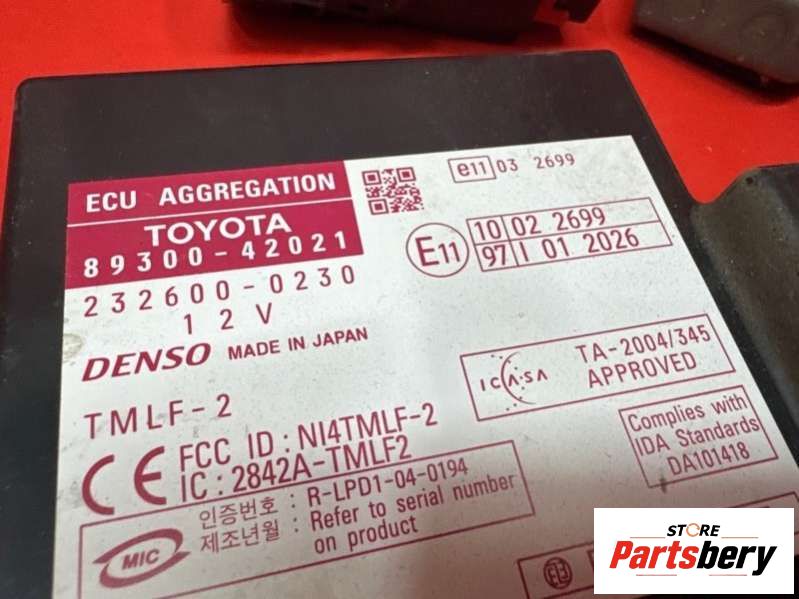 ECU AGGREGATION
TOYOTA
89300-42021
232600-0230
12V
DENSO MADE IN JAPAN
TMLF-2
CE FCC ID : NI4TMLF-2
IC : 2842A-TMLF2
MIC
인증번호 : R-LPD1-04-0194
제조년월 : Refer to serial number
on product
e11 03 2699
E11
10 02 2699
97 I 01 2026
ICASA
TA-2004/345
APPROVED
Complies with
IDA Standards
DA101418
STORE
Partsbery